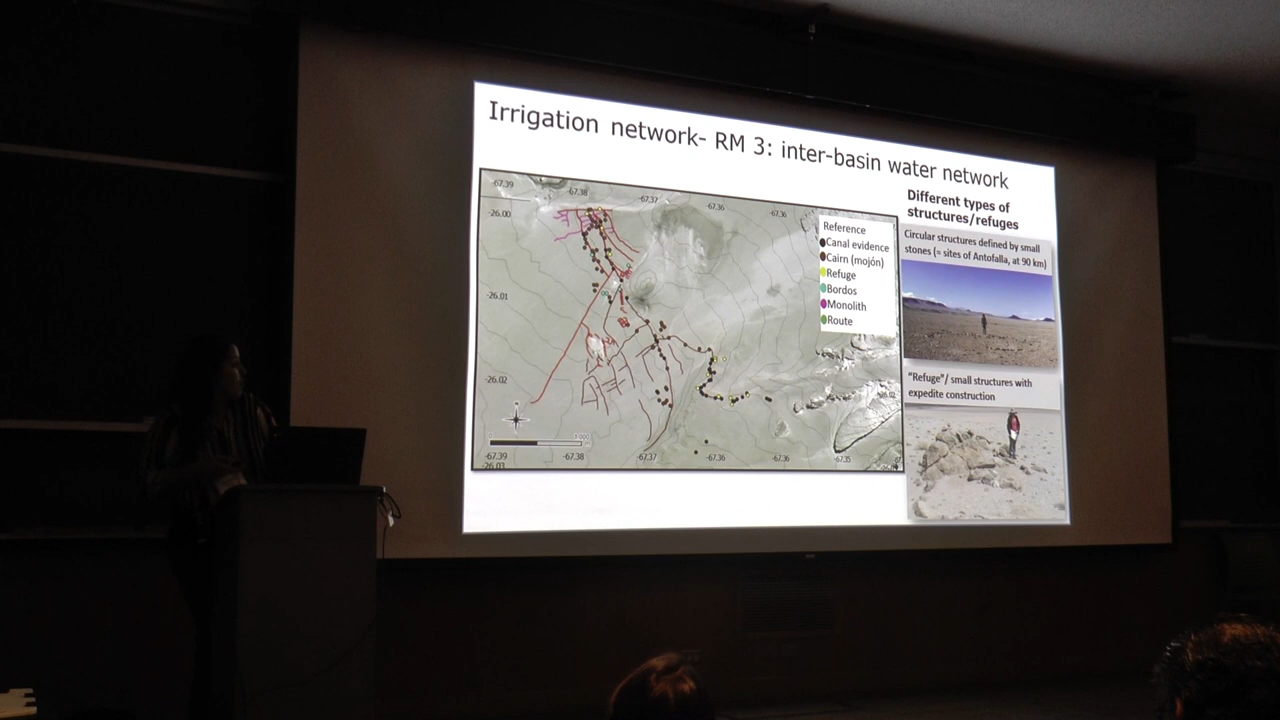 Irrigation network- RM 3: inter-basin water network
Different types of
structures/refuges
-67.39
-67.38
-67.37
-67.36
-67.36
-26.00
-26.01
-26.02
Reference
Canal evidence
Cairn (mojón)
Refuge
Bordos
Monolith
Route
Circular structures defined by small
stones (= sites of Antofalla, at 90 km)
"Refuge"/ small structures with
expedite construction
N
-67.39
-67.38
-67.37
-67.36
-67.36
-67.35
-26.03